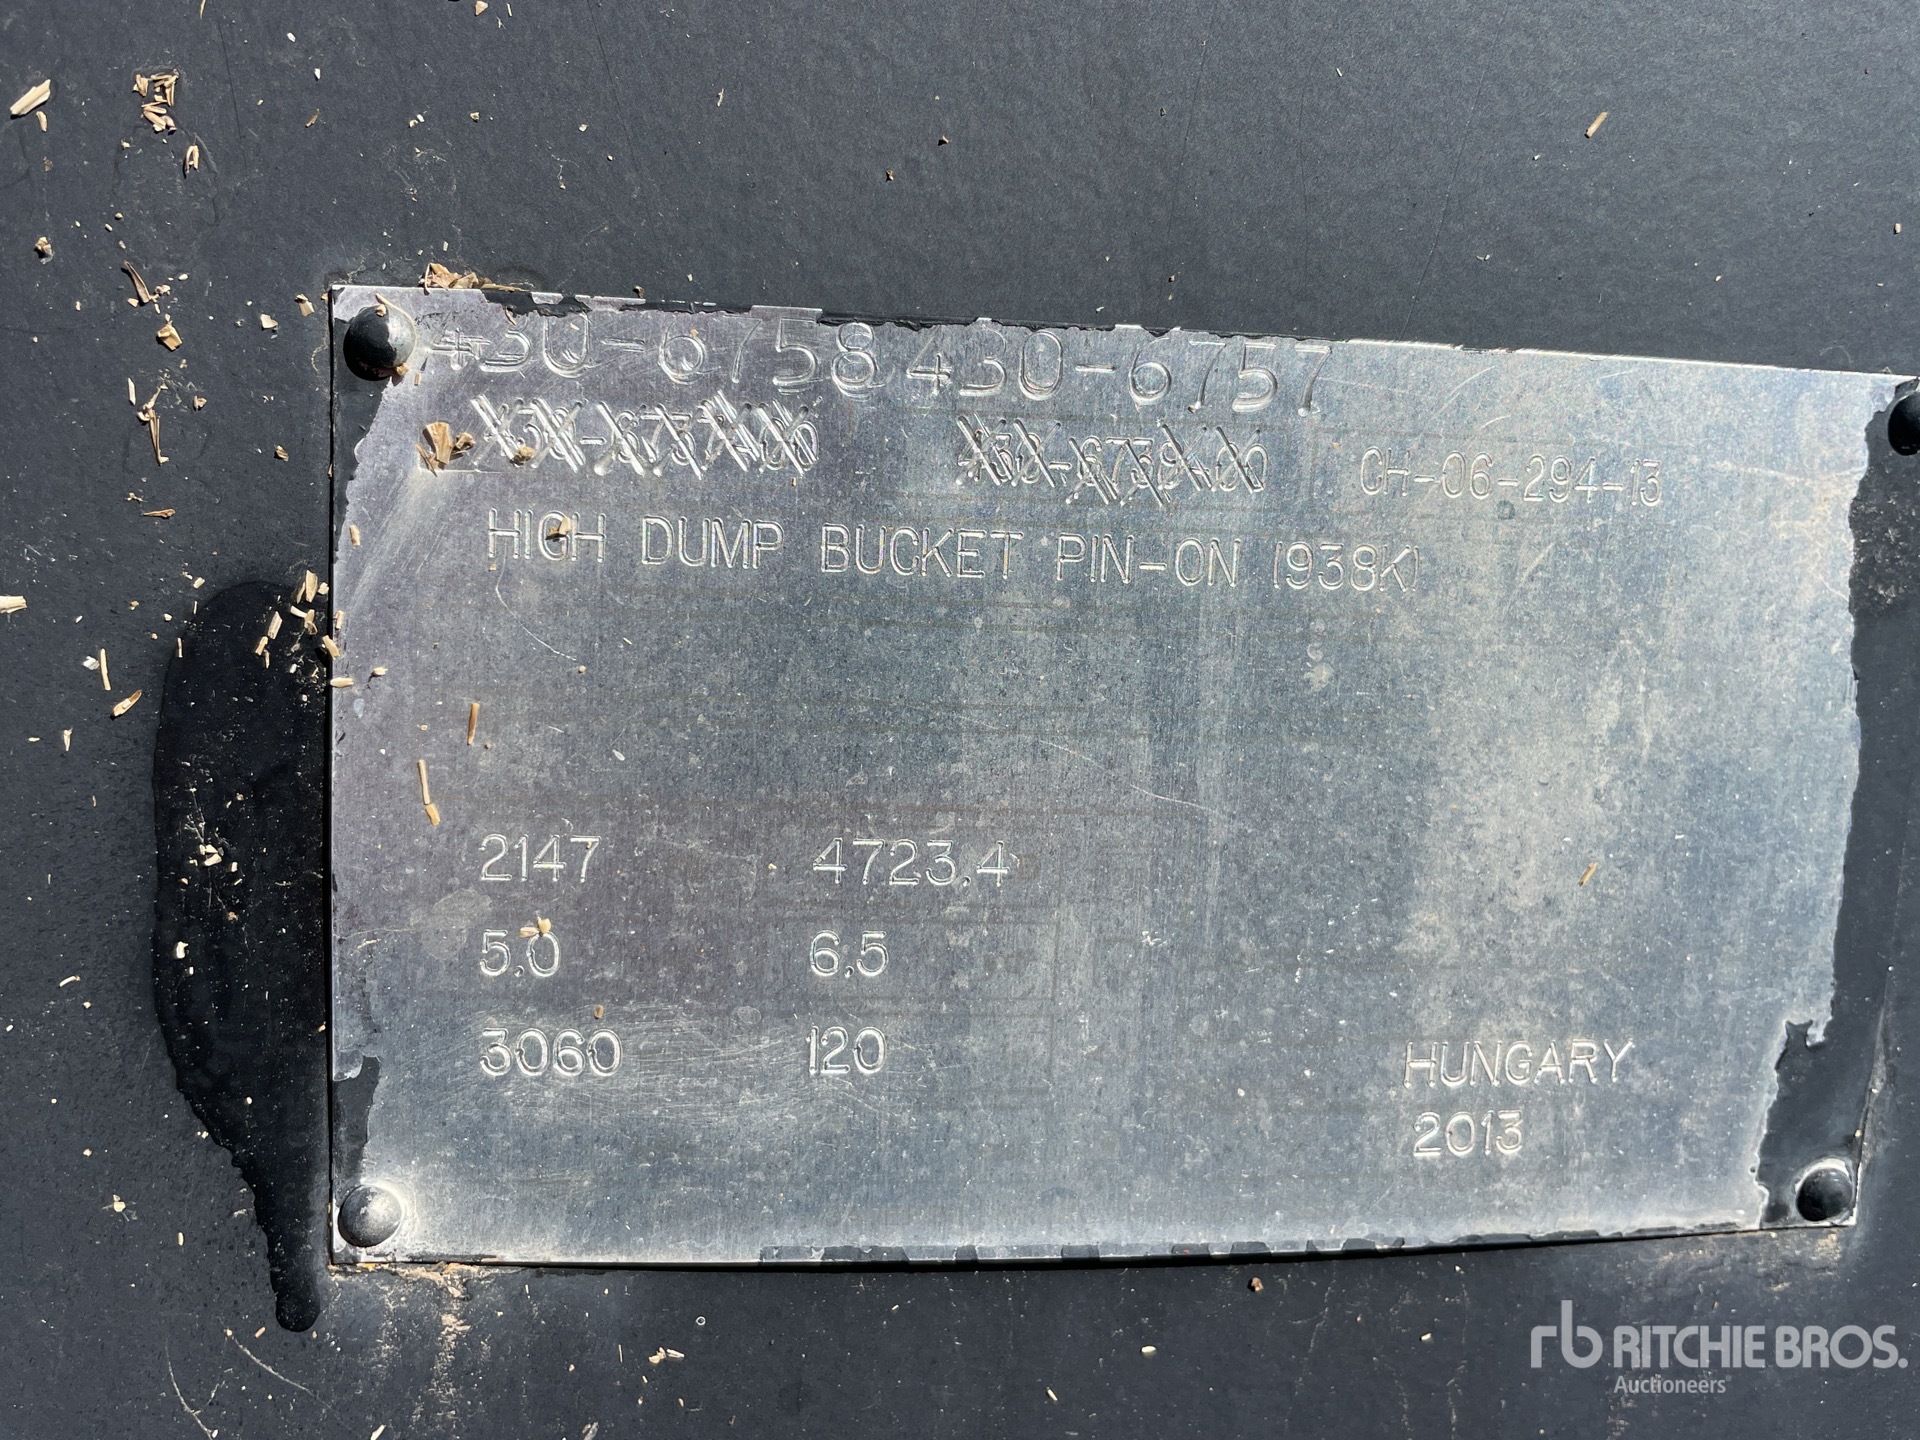 430-6758 430-6757
CH-06-294-13
HIGH DUMP BUCKET PIN-ON (938K)
2147 4723.4
5.0 6.5
3060 120
HUNGARY
2013
rb RITCHIE BROS.
Auctioneers